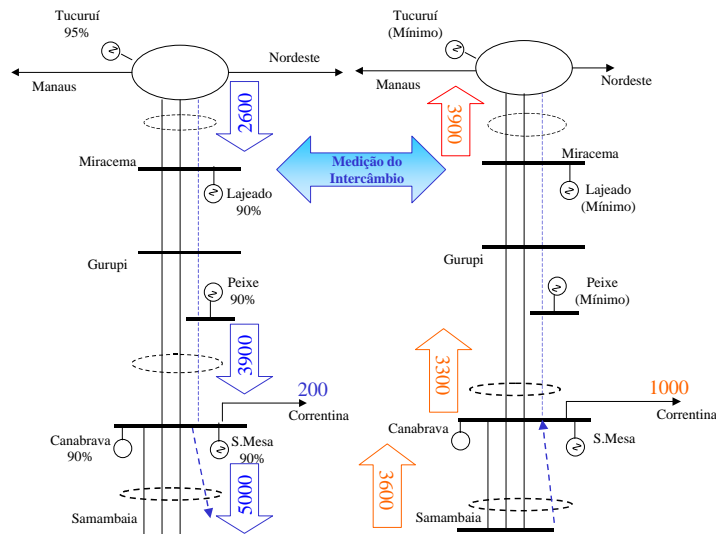 Tucuruí
95%
Nordeste
Manaus
2600
Miracema
Lajeado
90%
Gurupi
Peixe
90%
3900
200
Correntina
Canabrava
90%
S.Mesa
90%
5000
Samambaia
Medição do
Intercâmbio
Tucuruí
(Mínimo)
Nordeste
Manaus
3900
Miracema
Lajeado
(Mínimo)
Gurupi
Peixe
(Mínimo)
3300
1000
Correntina
Canabrava
S.Mesa
3600
Samambaia